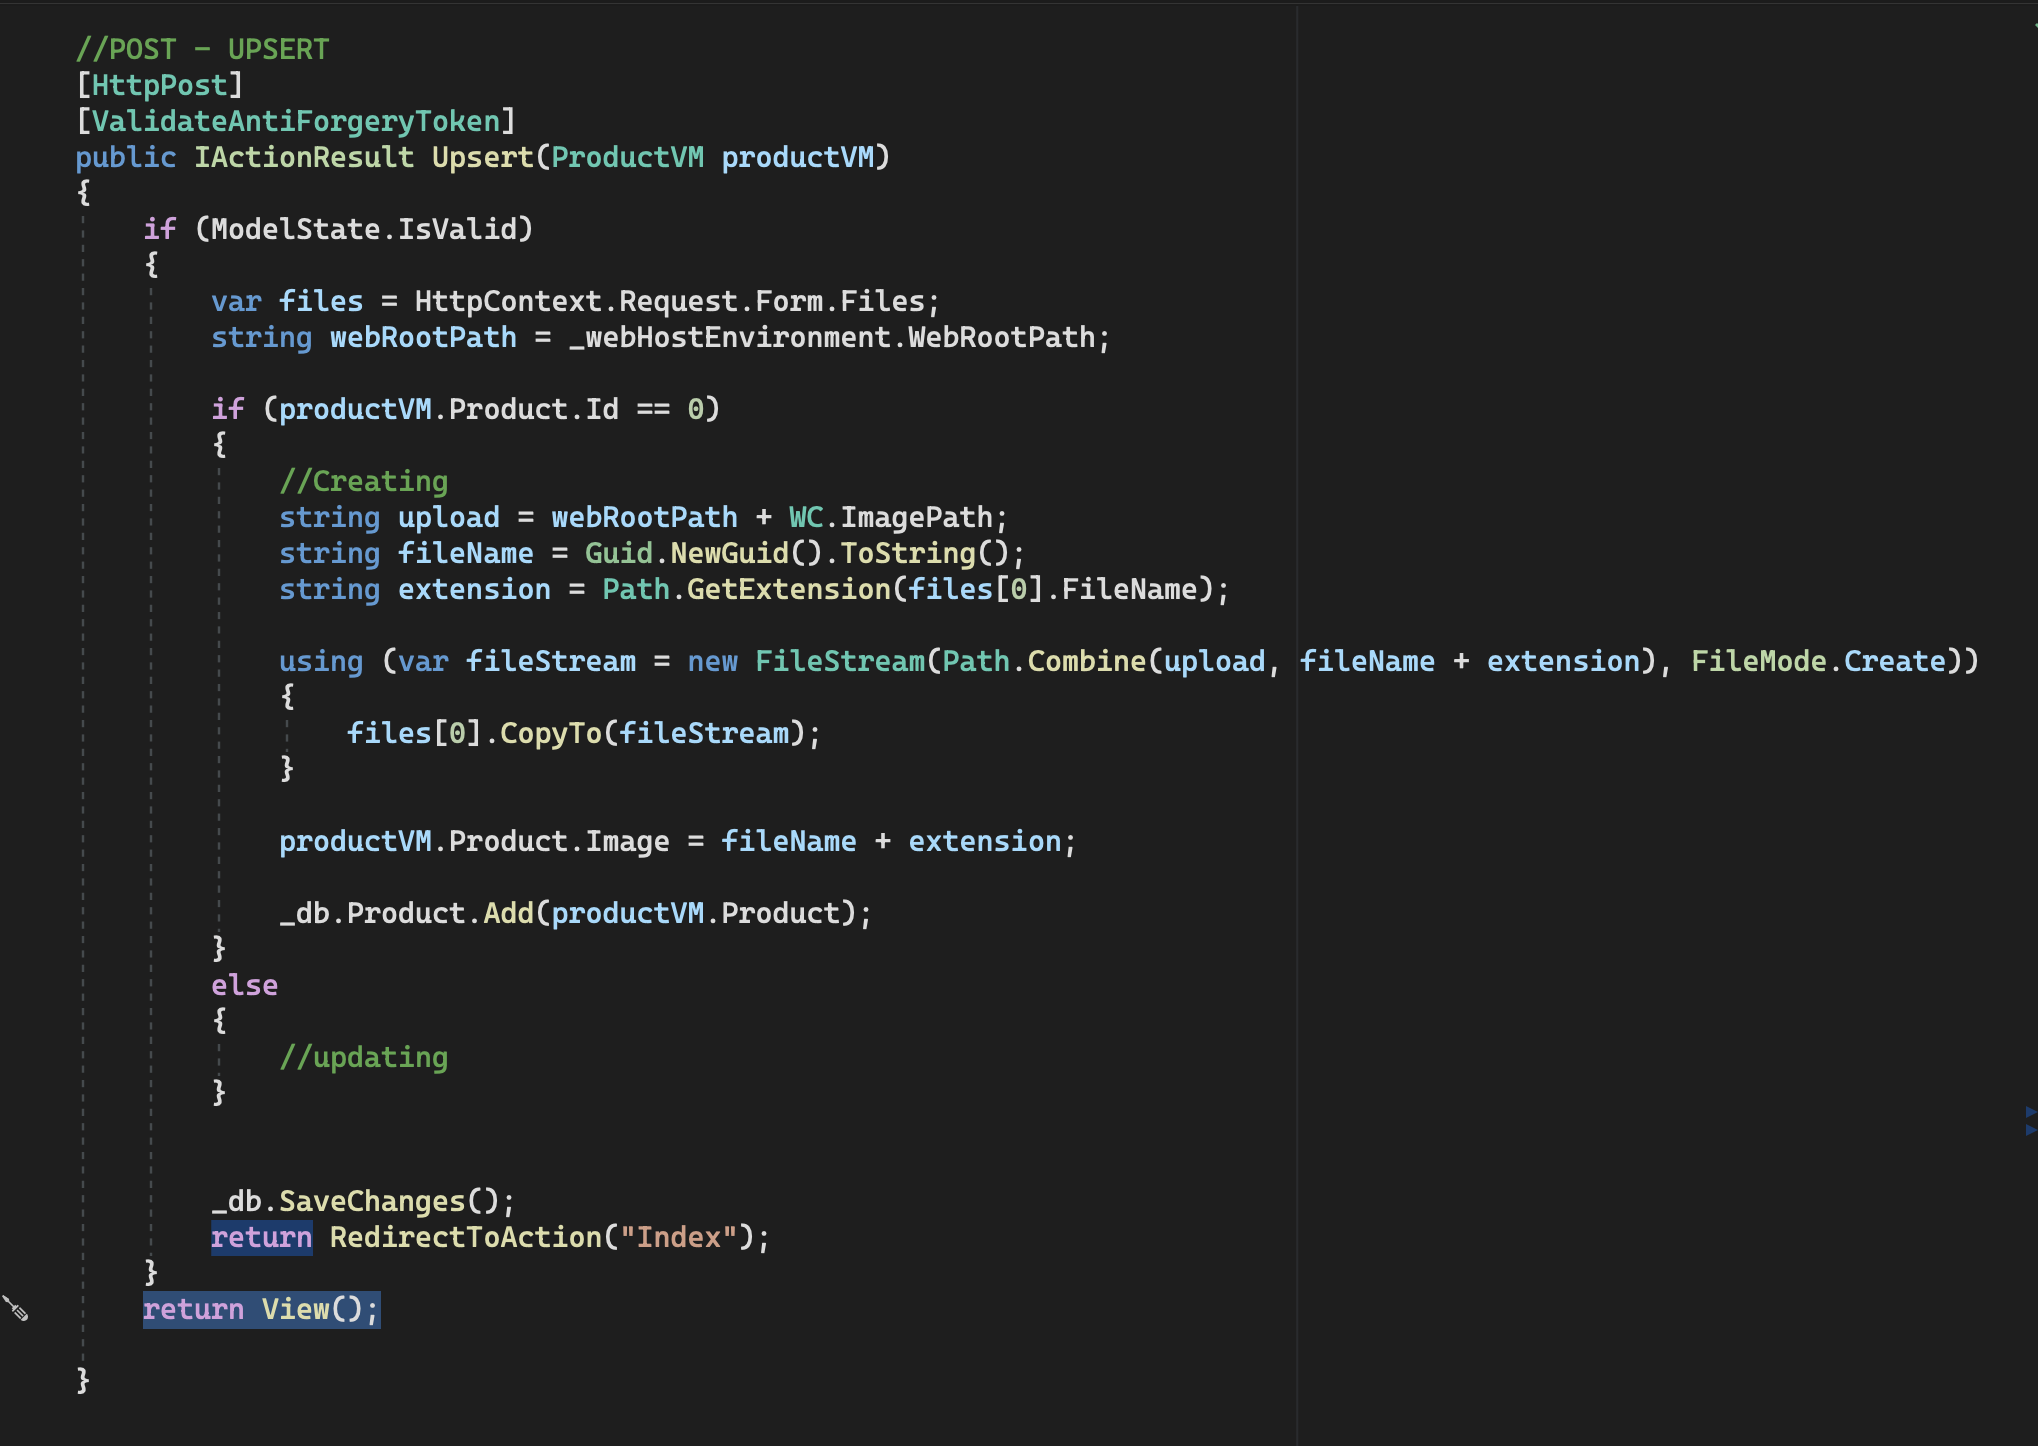 //POST - UPSERT
[HttpPost]
[ValidateAntiForgeryToken]
public IActionResult Upsert(ProductVM productVM)
{
    if (ModelState.IsValid)
    {
        var files = HttpContext.Request.Form.Files;
        string webRootPath = _webHostEnvironment.WebRootPath;

        if (productVM.Product.Id == 0)
        {
            //Creating
            string upload = webRootPath + WC.ImagePath;
            string fileName = Guid.NewGuid().ToString();
            string extension = Path.GetExtension(files[0].FileName);

            using (var fileStream = new FileStream(Path.Combine(upload, fileName + extension), FileMode.Create))
            {
                files[0].CopyTo(fileStream);
            }

            productVM.Product.Image = fileName + extension;

            _db.Product.Add(productVM.Product);
        }
        else
        {
            //updating
        }


        _db.SaveChanges();
        return RedirectToAction("Index");
    }
    return View();

}